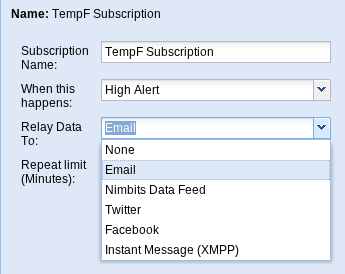 Name: TempF Subscription
Subscription
Name:
TempF Subscription
When this
happens:
High Alert
Relay Data
To:
Email
None
Email
Nimbits Data Feed
Twitter
Facebook
Instant Message (XMPP)
Repeat limit
(Minutes):